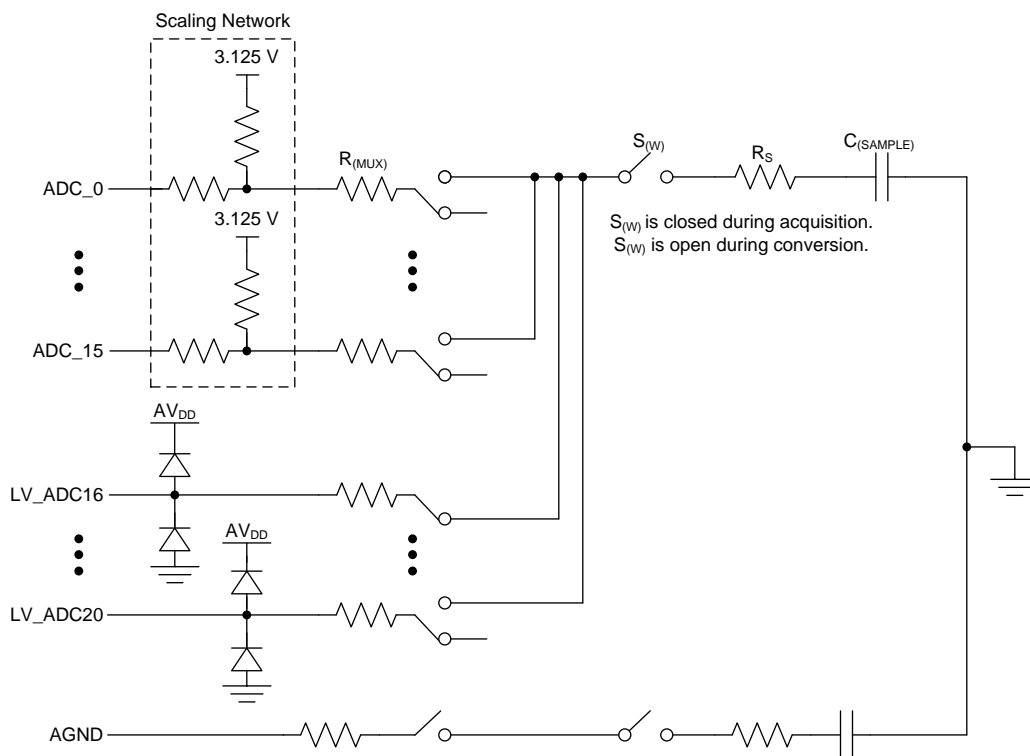 Scaling Network
3.125 V
ADC_0
R(MUX)
S(W)
RS
C(SAMPLE)
3.125 V
S(W) is closed during acquisition.
S(W) is open during conversion.
ADC_15
AVDD
LV_ADC16
AVDD
LV_ADC20
AGND